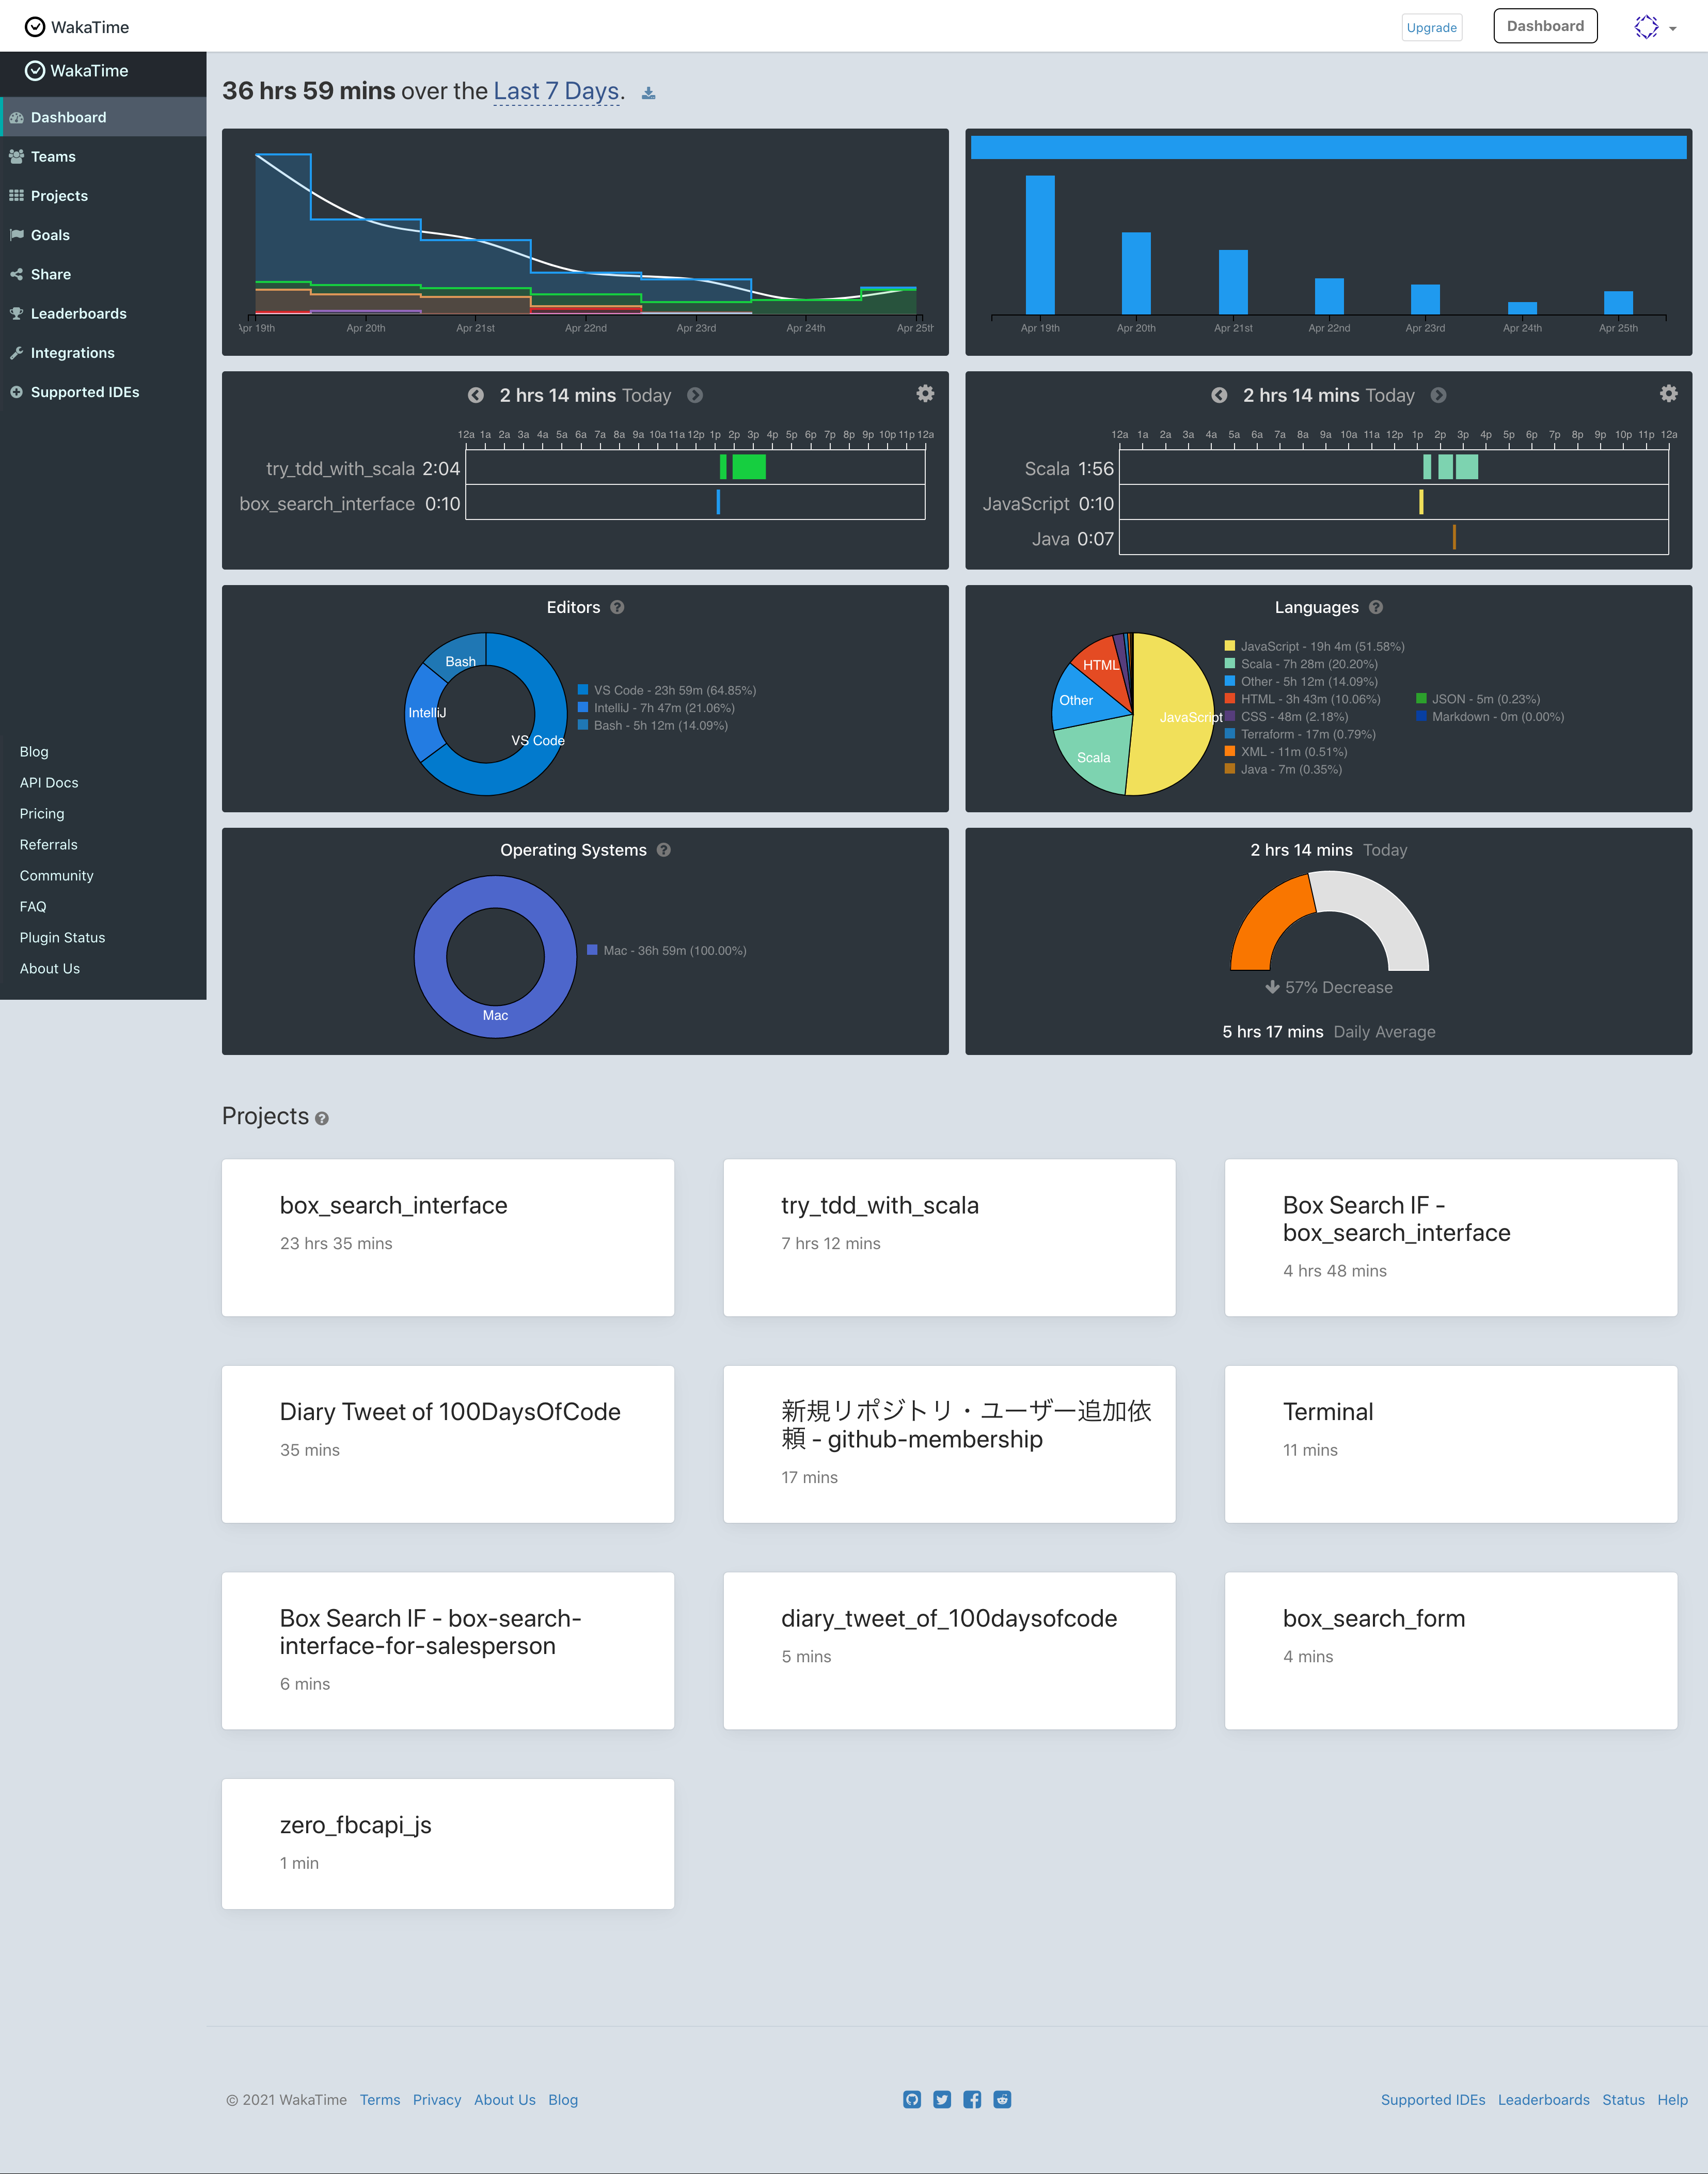 WakaTime
Upgrade
Dashboard
WakaTime
Dashboard
Teams
Projects
Goals
Share
Leaderboards
Integrations
Supported IDEs
Blog
API Docs
Pricing
Referrals
Community
FAQ
Plugin Status
About Us
36 hrs 59 mins over the Last 7 Days.
Apr 19th Apr 20th Apr 21st Apr 22nd Apr 23rd Apr 24th Apr 25th
Apr 19th Apr 20th Apr 21st Apr 22nd Apr 23rd Apr 24th Apr 25th
2 hrs 14 mins Today
12a 1a 2a 3a 4a 5a 6a 7a 8a 9a 10a 11a 12p 1p 2p 3p 4p 5p 6p 7p 8p 9p 10p 11p 12a
try_tdd_with_scala 2:04
box_search_interface 0:10
2 hrs 14 mins Today
12a 1a 2a 3a 4a 5a 6a 7a 8a 9a 10a 11a 12p 1p 2p 3p 4p 5p 6p 7p 8p 9p 10p 11p 12a
Scala 1:56
JavaScript 0:10
Java 0:07
Editors
Bash
IntelliJ
VS Code
VS Code - 23h 59m (64.85%)
IntelliJ - 7h 47m (21.06%)
Bash - 5h 12m (14.09%)
Languages
HTML
Other
JavaScript
Scala
JavaScript - 19h 4m (51.58%)
Scala - 7h 28m (20.20%)
Other - 5h 12m (14.09%)
HTML - 3h 43m (10.06%)
CSS - 48m (2.18%)
Terraform - 17m (0.79%)
XML - 11m (0.51%)
Java - 7m (0.35%)
JSON - 5m (0.23%)
Markdown - 0m (0.00%)
Operating Systems
Mac
Mac - 36h 59m (100.00%)
2 hrs 14 mins Today
57% Decrease
5 hrs 17 mins Daily Average
Projects
box_search_interface
23 hrs 35 mins
try_tdd_with_scala
7 hrs 12 mins
Box Search IF -
box_search_interface
4 hrs 48 mins
Diary Tweet of 100DaysOfCode
35 mins
新規リポジトリ・ユーザー追加依
頼 - github-membership
17 mins
Terminal
11 mins
Box Search IF - box-search-
interface-for-salesperson
6 mins
diary_tweet_of_100daysofcode
5 mins
box_search_form
4 mins
zero_fbcapi_js
1 min
© 2021 WakaTime Terms Privacy About Us Blog
Supported IDEs Leaderboards Status Help